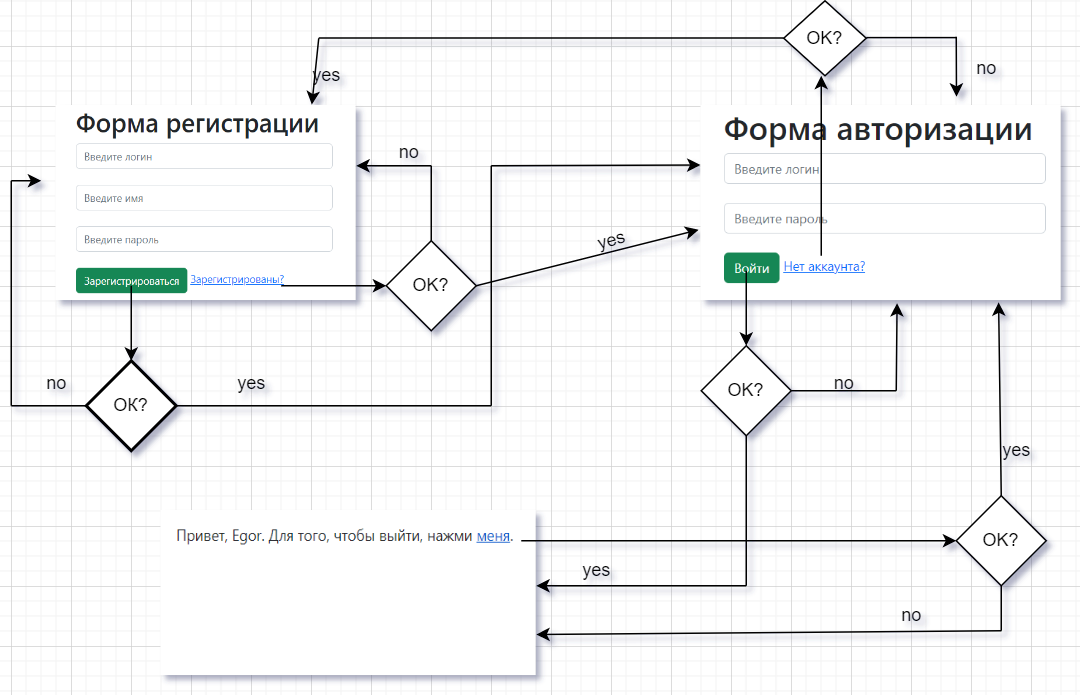 OK?
yes
no
Форма регистрации
Введите логин
Введите имя
Введите пароль
Зарегистрироваться Зарегистрированы?
no
OK?
yes
Форма авторизации
Введите логин
Введите пароль
Войти Нет аккаунта?
no
OK?
yes
OK?
no
yes
Привет, Egor. Для того, чтобы выйти, нажми меня.
OK?
yes
no